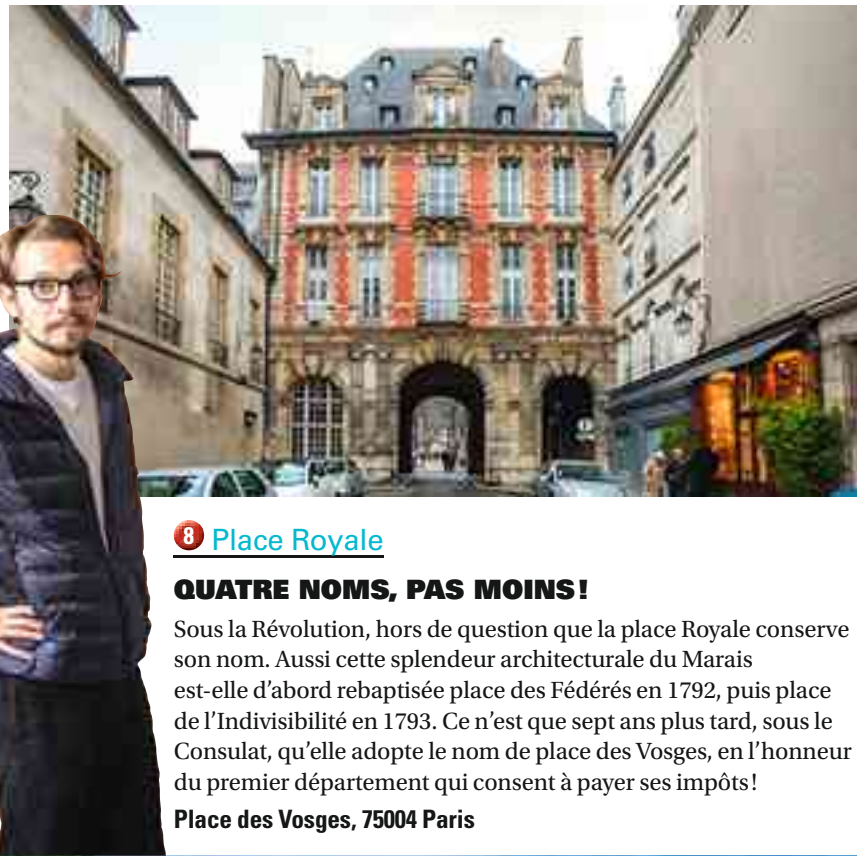 8 Place Royale
QUATRE NOMS, PAS MOINS !
Sous la Révolution, hors de question que la place Royale conserve
son nom. Aussi cette splendeur architecturale du Marais
est-elle d’abord rebaptisée place des Fédérés en 1792, puis place
de l’Indivisibilité en 1793. Ce n’est que sept ans plus tard, sous le
Consulat, qu’elle adopte le nom de place des Vosges, en l’honneur
du premier département qui consent à payer ses impôts !
Place des Vosges, 75004 Paris